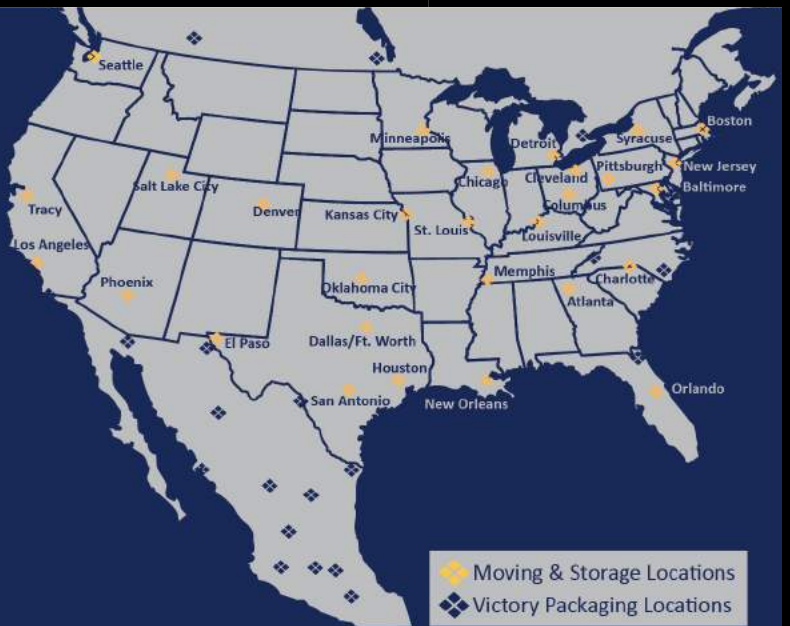 Seattle
Minneapolis
Detroit
Syracuse
Boston
Salt Lake City
Chicago
Cleveland
Pittsburgh
New Jersey
Baltimore
Tracy
Denver
Kansas City
St. Louis
Columbus
Louisville
Los Angeles
Phoenix
Oklahoma City
Memphis
Charlotte
Atlanta
El Paso
Dallas/Ft. Worth
Houston
San Antonio
New Orleans
Orlando
Moving & Storage Locations
Victory Packaging Locations